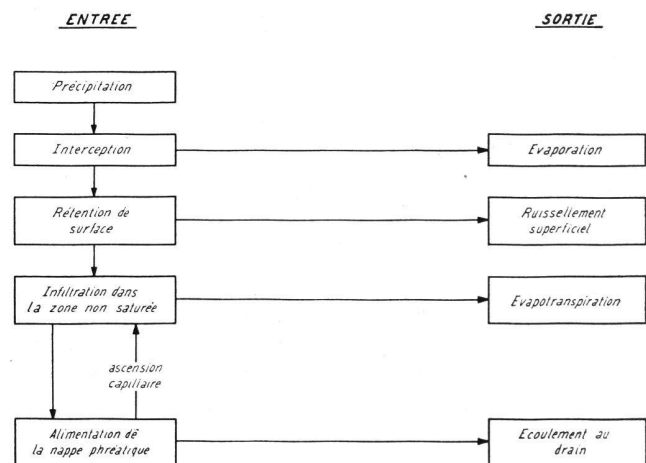 ENTREE
SORTIE
Précipitation
Interception
Evaporation
Rétention de
surface
Ruissellement
superficiel
Infiltration dans
la zone non saturée
Evapotranspiration
ascension
capillaire
Alimentation de
la nappe phréatique
Ecoulement au
drain